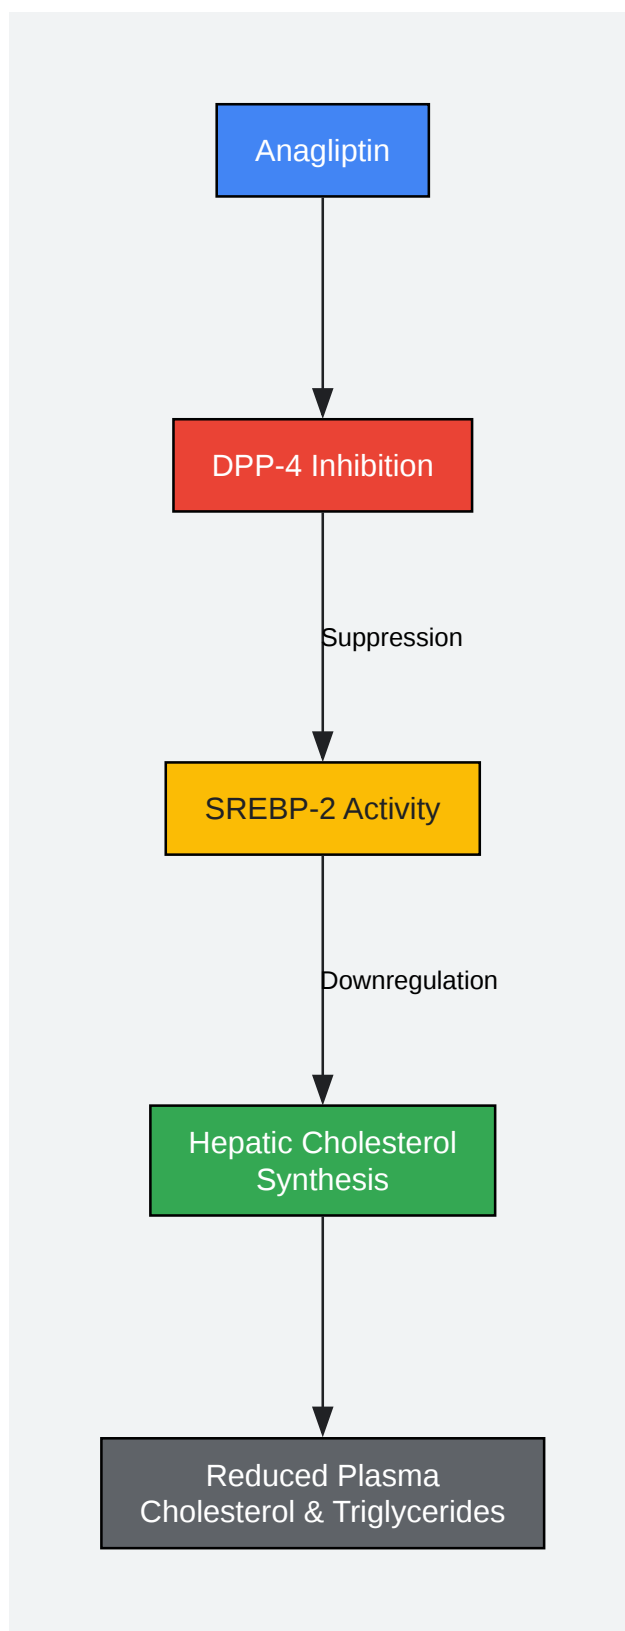 Anagliptin
DPP-4 Inhibition
Suppression
SREBP-2 Activity
Downregulation
Hepatic Cholesterol
Synthesis
Reduced Plasma
Cholesterol & Triglycerides